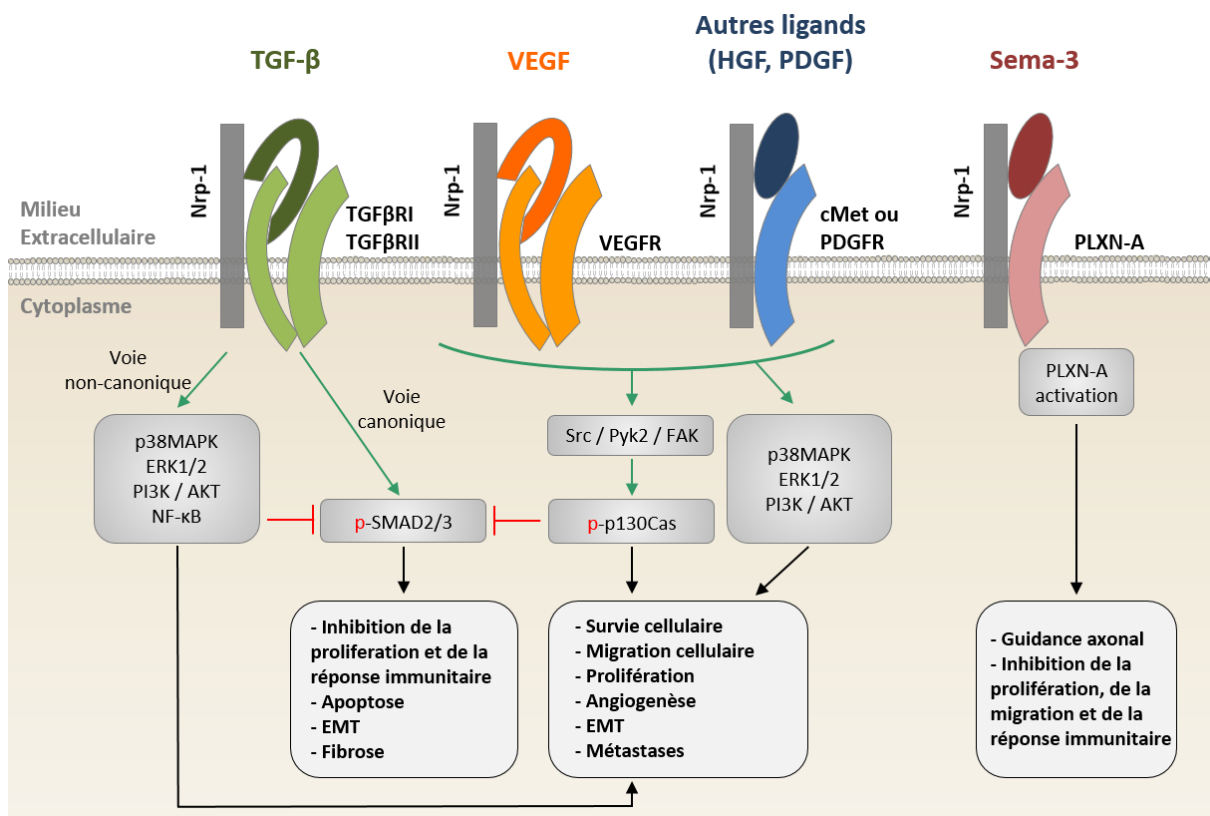 TGF-β
VEGF
Autres ligands
(HGF, PDGF)
Sema-3
Nrp-1
Nrp-1
Nrp-1
Nrp-1
Milieu
Extracellulaire
TGFβRI
TGFβRII
VEGFR
cMet ou
PDGFR
PLXN-A
Cytoplasme
Voie
non-canonique
Voie
canonique
PLXN-A
activation
p38MAPK
ERK1/2
PI3K / AKT
NF-κB
Src / Pyk2 / FAK
p38MAPK
ERK1/2
PI3K / AKT
p-SMAD2/3
p-p130Cas
- Inhibition de la
proliferation et de la
réponse immunitaire
- Apoptose
- EMT
- Fibrose
- Survie cellulaire
- Migration cellulaire
- Prolifération
- Angiogenèse
- EMT
- Métastases
- Guidance axonal
- Inhibition de la
prolifération, de la
migration et de la
réponse immunitaire